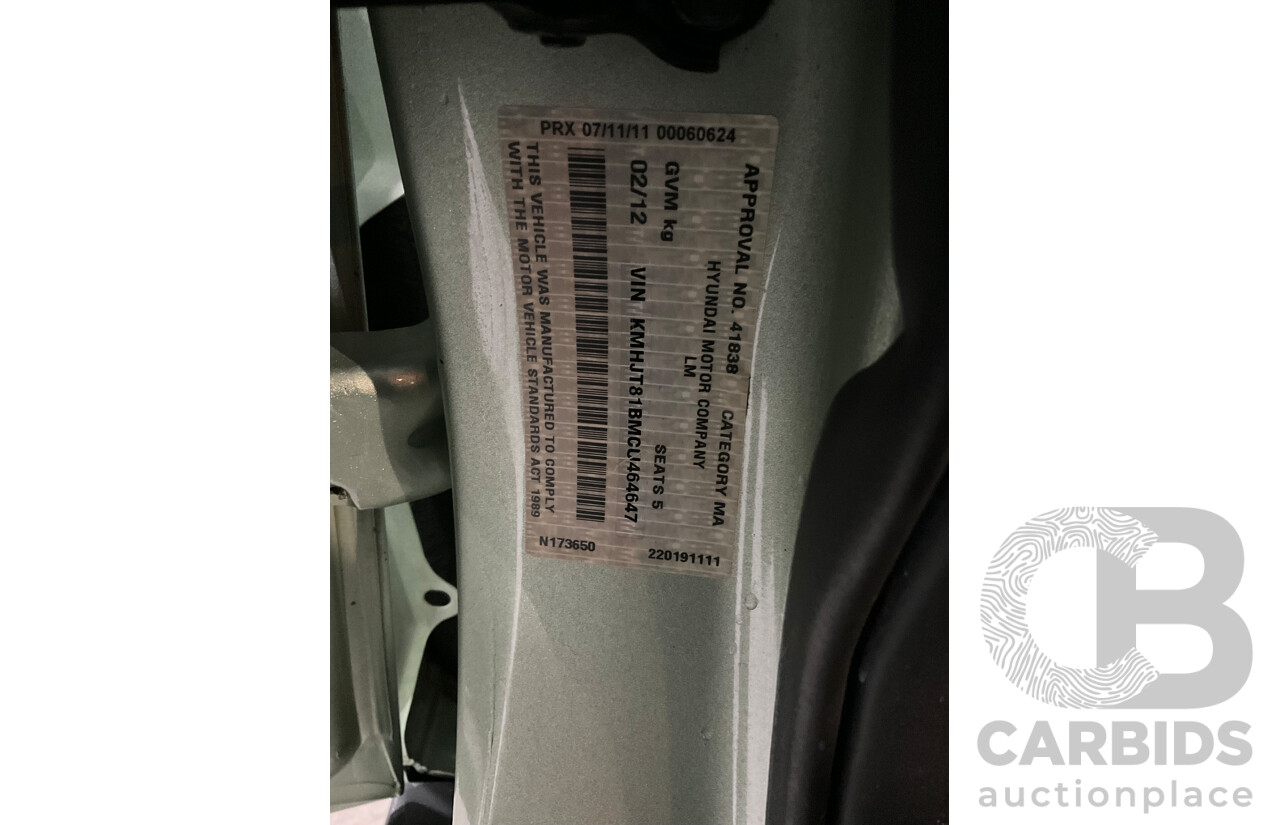 PRX 07/11/11 00060624
APPROVAL NO. 41838 CATEGORY MA
HYUNDAI MOTOR COMPANY
LM
GVM kg SEATS 5
02/12 VIN KMHJT81BMCU464647
THIS VEHICLE WAS MANUFACTURED TO COMPLY
WITH THE MOTOR VEHICLE STANDARDS ACT 1989
N173650 220191111
CB
CARBIDS
auctionplace